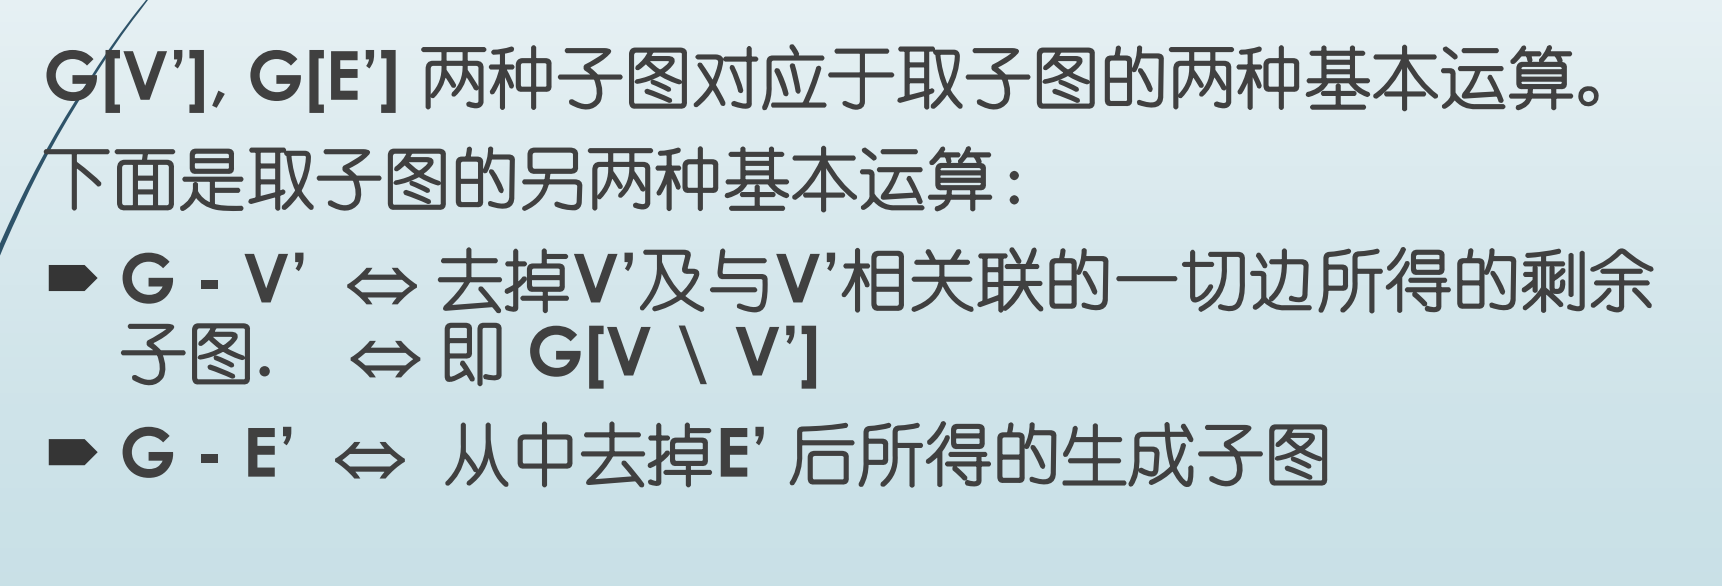 G[V’], G[E’] 两种子图对应于取子图的两种基本运算。
下面是取子图的另两种基本运算：
G - V’ ⇔ 去掉V’及与V’相关联的一切边所得的剩余
子图. ⇔ 即 G[V \ V’]
G - E’ ⇔ 从中去掉E’ 后所得的生成子图